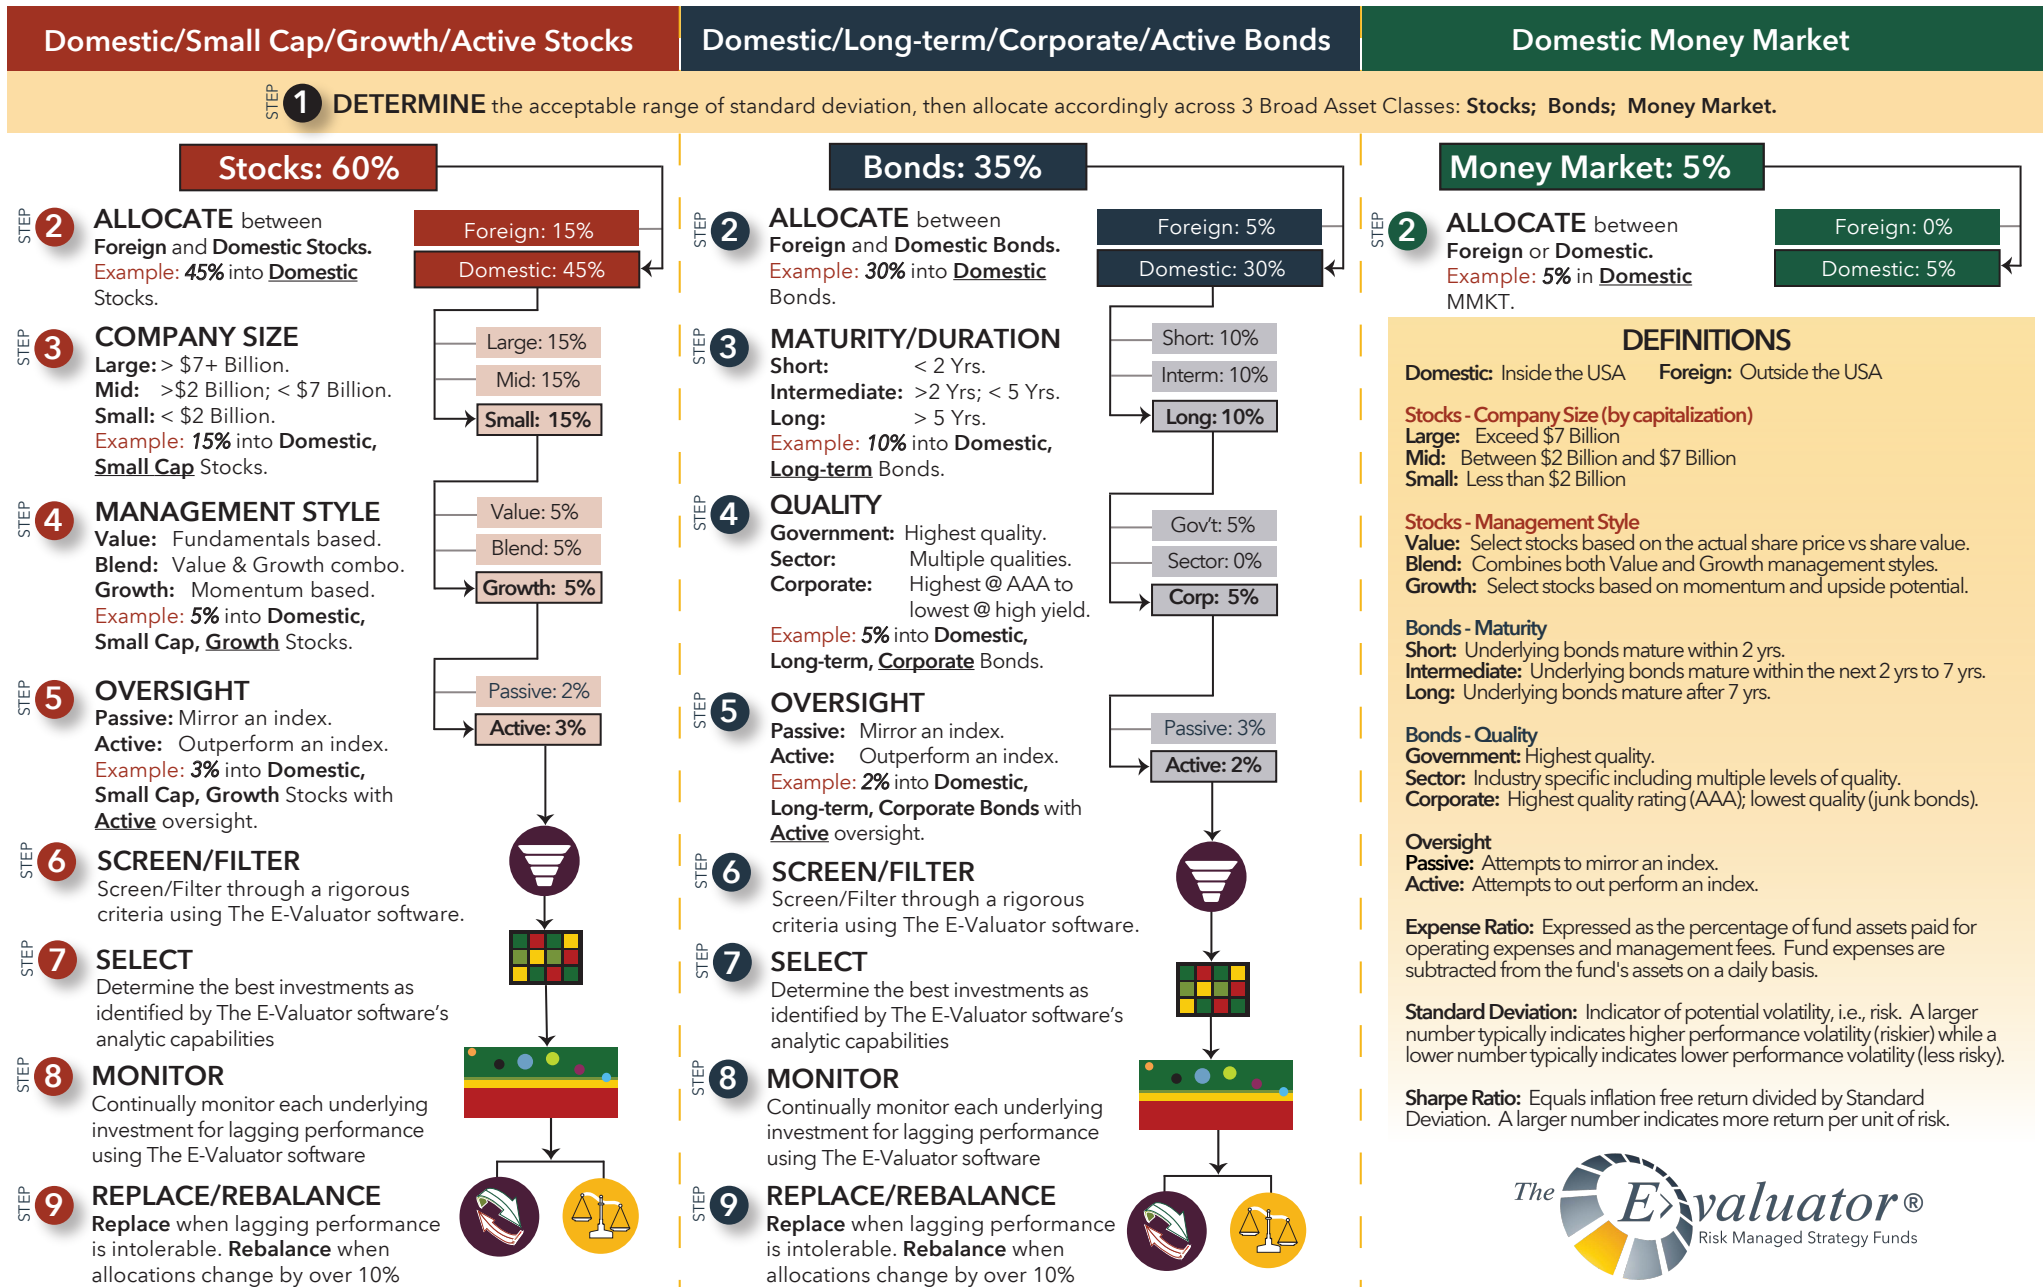 Domestic/Small Cap/Growth/Active Stocks
Domestic/Long-term/Corporate/Active Bonds
Domestic Money Market
STEP 1 DETERMINE the acceptable range of standard deviation, then allocate accordingly across 3 Broad Asset Classes: Stocks; Bonds; Money Market.
Stocks: 60%
STEP 2 ALLOCATE between
Foreign and Domestic Stocks.
Example: 45% into Domestic
Stocks.
Foreign: 15%
Domestic: 45%
STEP 3 COMPANY SIZE
Large: > $7+ Billion.
Mid: >$2 Billion; < $7 Billion.
Small: < $2 Billion.
Example: 15% into Domestic,
Small Cap Stocks.
Large: 15%
Mid: 15%
Small: 15%
STEP 4 MANAGEMENT STYLE
Value: Fundamentals based.
Blend: Value & Growth combo.
Growth: Momentum based.
Example: 5% into Domestic,
Small Cap, Growth Stocks.
Value: 5%
Blend: 5%
Growth: 5%
STEP 5 OVERSIGHT
Passive: Mirror an index.
Active: Outperform an index.
Example: 3% into Domestic,
Small Cap, Growth Stocks with
Active oversight.
Passive: 2%
Active: 3%
STEP 6 SCREEN/FILTER
Screen/Filter through a rigorous
criteria using The E-Valuator software.
STEP 7 SELECT
Determine the best investments as
identified by The E-Valuator software's
analytic capabilities
STEP 8 MONITOR
Continually monitor each underlying
investment for lagging performance
using The E-Valuator software
STEP 9 REPLACE/REBALANCE
Replace when lagging performance
is intolerable. Rebalance when
allocations change by over 10%
Bonds: 35%
STEP 2 ALLOCATE between
Foreign and Domestic Bonds.
Example: 30% into Domestic
Bonds.
Foreign: 5%
Domestic: 30%
STEP 3 MATURITY/DURATION
Short: < 2 Yrs.
Intermediate: >2 Yrs; < 5 Yrs.
Long: > 5 Yrs.
Example: 10% into Domestic,
Long-term Bonds.
Short: 10%
Interm: 10%
Long: 10%
STEP 4 QUALITY
Government: Highest quality.
Sector: Multiple qualities.
Corporate: Highest @ AAA to
lowest @ high yield.
Example: 5% into Domestic,
Long-term, Corporate Bonds.
Gov't: 5%
Sector: 0%
Corp: 5%
STEP 5 OVERSIGHT
Passive: Mirror an index.
Active: Outperform an index.
Example: 2% into Domestic,
Long-term, Corporate Bonds with
Active oversight.
Passive: 3%
Active: 2%
STEP 6 SCREEN/FILTER
Screen/Filter through a rigorous
criteria using The E-Valuator software.
STEP 7 SELECT
Determine the best investments as
identified by The E-Valuator software's
analytic capabilities
STEP 8 MONITOR
Continually monitor each underlying
investment for lagging performance
using The E-Valuator software
STEP 9 REPLACE/REBALANCE
Replace when lagging performance
is intolerable. Rebalance when
allocations change by over 10%
Money Market: 5%
STEP 2 ALLOCATE between
Foreign or Domestic.
Example: 5% in Domestic
MMKT.
Foreign: 0%
Domestic: 5%
DEFINITIONS
Domestic: Inside the USA Foreign: Outside the USA
Stocks - Company Size (by capitalization)
Large: Exceed $7 Billion
Mid: Between $2 Billion and $7 Billion
Small: Less than $2 Billion
Stocks - Management Style
Value: Select stocks based on the actual share price vs share value.
Blend: Combines both Value and Growth management styles.
Growth: Select stocks based on momentum and upside potential.
Bonds - Maturity
Short: Underlying bonds mature within 2 yrs.
Intermediate: Underlying bonds mature within the next 2 yrs to 7 yrs.
Long: Underlying bonds mature after 7 yrs.
Bonds - Quality
Government: Highest quality.
Sector: Industry specific including multiple levels of quality.
Corporate: Highest quality rating (AAA); lowest quality (junk bonds).
Oversight
Passive: Attempts to mirror an index.
Active: Attempts to out perform an index.
Expense Ratio: Expressed as the percentage of fund assets paid for
operating expenses and management fees. Fund expenses are
subtracted from the fund's assets on a daily basis.
Standard Deviation: Indicator of potential volatility, i.e., risk. A larger
number typically indicates higher performance volatility (riskier) while a
lower number typically indicates lower performance volatility (less risky).
Sharpe Ratio: Equals inflation free return divided by Standard
Deviation. A larger number indicates more return per unit of risk.
The E>valuator®
Risk Managed Strategy Funds